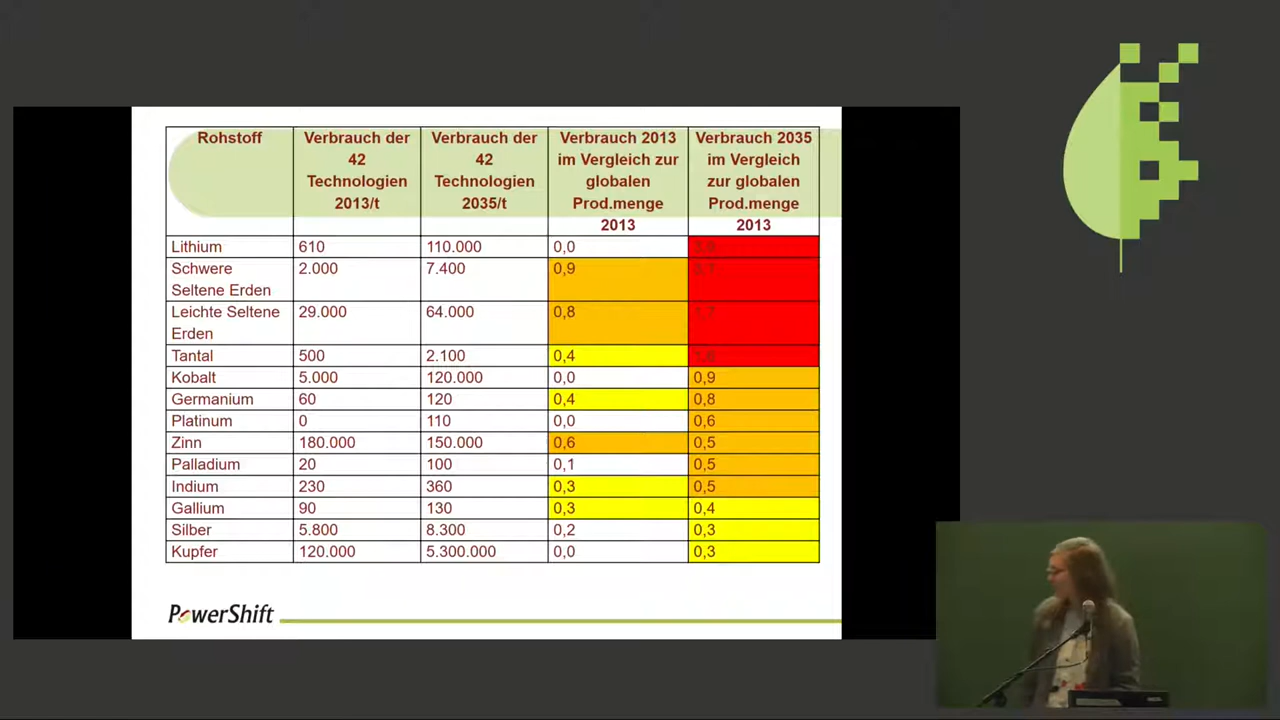 Rohstoff
Verbrauch der
42
Technologien
2013/t
Verbrauch der
42
Technologien
2035/t
Verbrauch 2013
im Vergleich zur
globalen
Prod.menge
2013
Verbrauch 2035
im Vergleich
zur globalen
Prod.menge
2013
Lithium 610 110.000 0,0
Schwere 2.000 7.400 0,9
Seltene Erden
Leichte Seltene 29.000 64.000 0,8
Erden
Tantal 500 2.100 0,4
Kobalt 5.000 120.000 0,0 0,9
Germanium 60 120 0,4 0,8
Platinum 0 110 0,0 0,6
Zinn 180.000 150.000 0,6 0,5
Palladium 20 100 0,1 0,5
Indium 230 360 0,3 0,5
Gallium 90 130 0,3 0,4
Silber 5.800 8.300 0,2 0,3
Kupfer 120.000 5.300.000 0,0 0,3
PowerShift